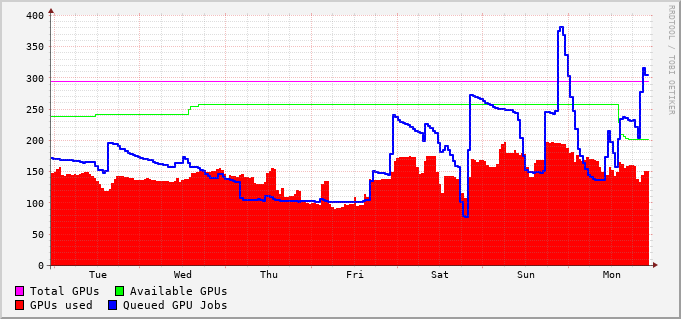 400
350
300
250
200
150
100
50
0
Tue Wed Thu Fri Sat Sun Mon
Total GPUs Available GPUs
GPUs used Queued GPU Jobs
RRDTOOL / TOBI OETIKER